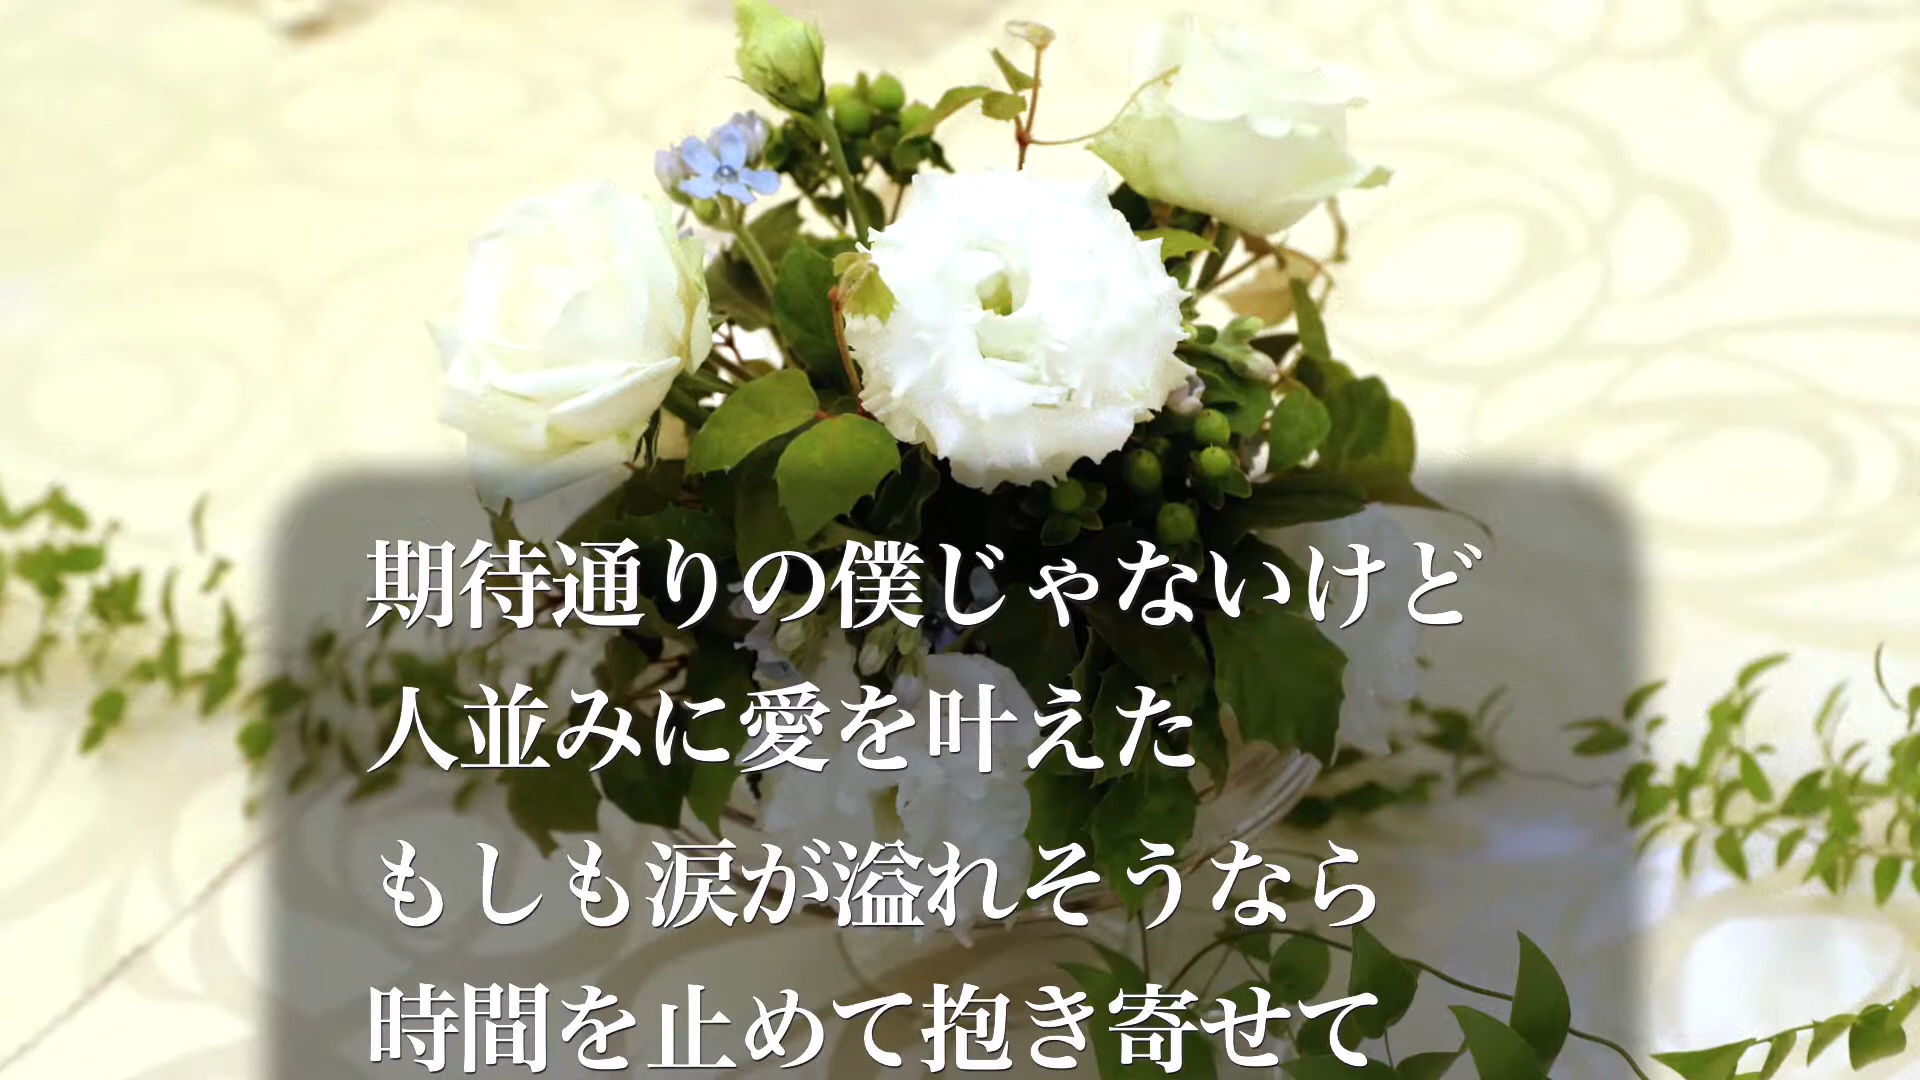 期待通りの僕じゃないけど
人並みに愛を叶えた
もしも涙が溢れそうなら
時間を止めて抱き寄せて